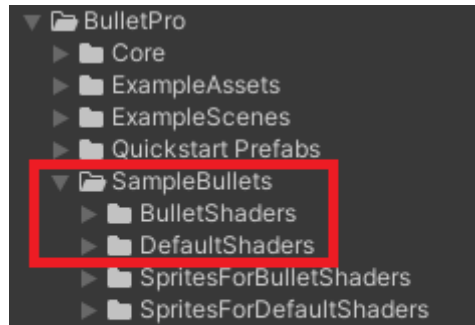 BulletPro
Core
ExampleAssets
ExampleScenes
Quickstart Prefabs
SampleBullets
BulletShaders
DefaultShaders
SpritesForBulletShaders
SpritesForDefaultShaders